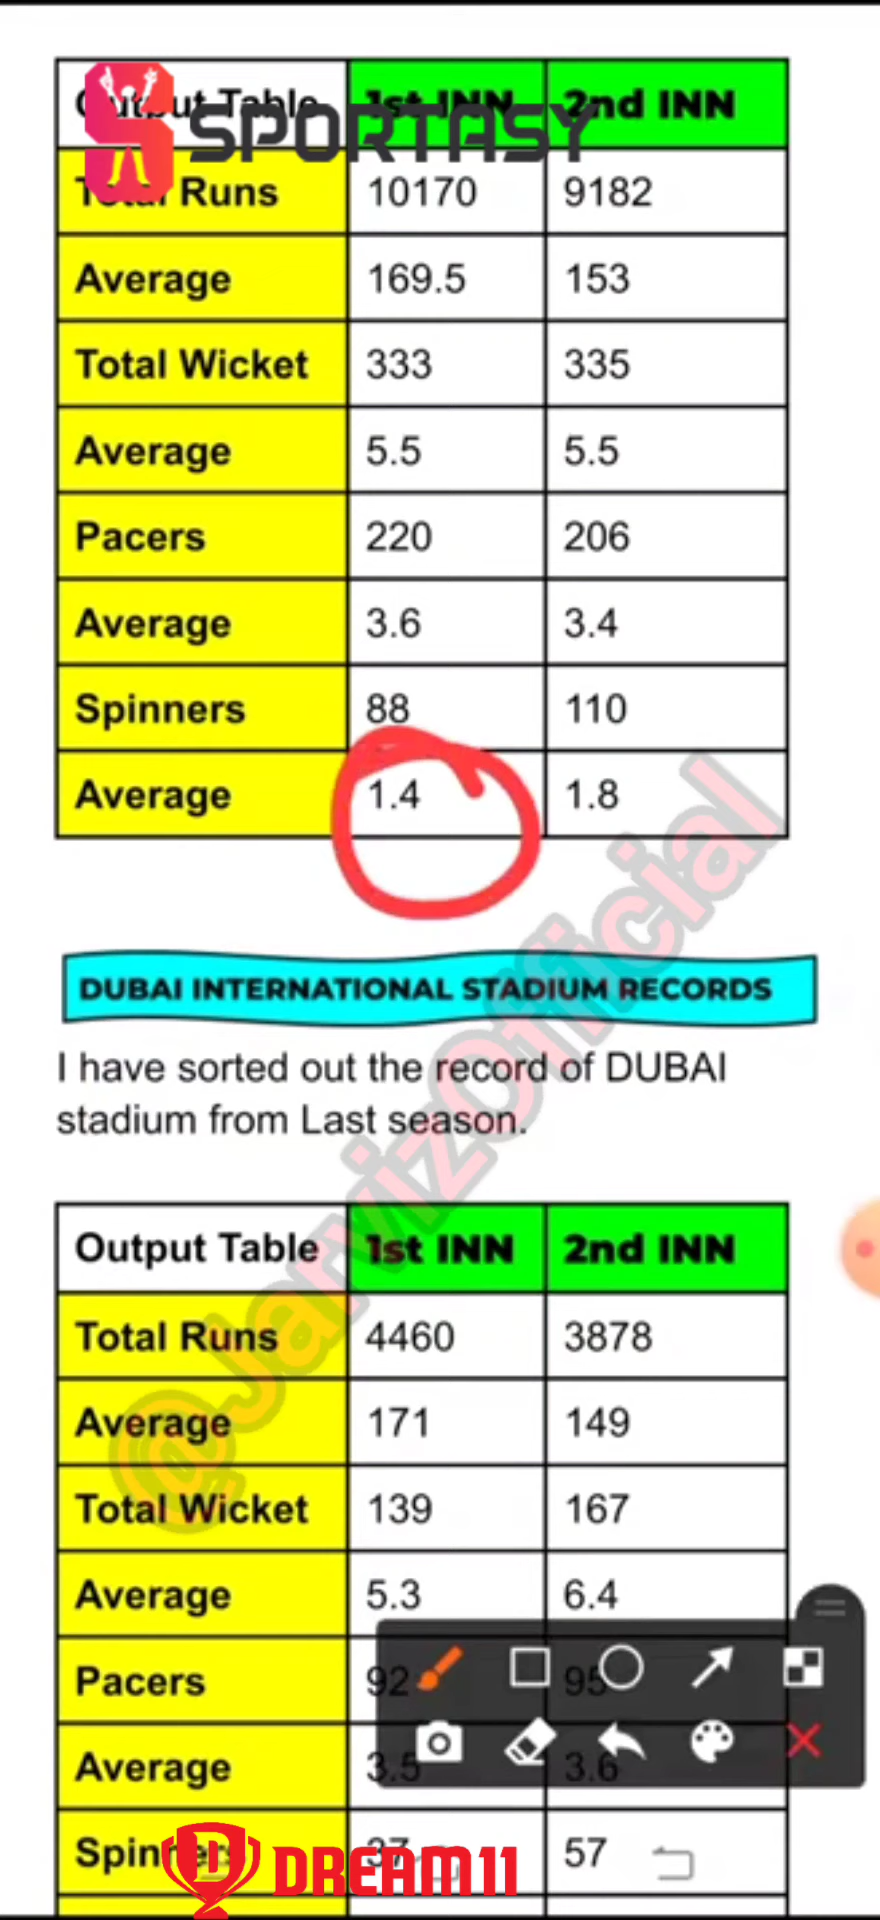 Output Table 1st INN 2nd INN
SPORTASY
Total Runs 10170 9182
Average 169.5 153
Total Wicket 333 335
Average 5.5 5.5
Pacers 220 206
Average 3.6 3.4
Spinners 88 110
Average 1.4 1.8
DUBAI INTERNATIONAL STADIUM RECORDS
I have sorted out the record of DUBAI
stadium from Last season.
@JarvizOfficial
Output Table 1st INN 2nd INN
Total Runs 4460 3878
Average 171 149
Total Wicket 139 167
Average 5.3 6.4
Pacers 92 95
Average 3.5 3.6
Spinners 37 57
D DREAM11